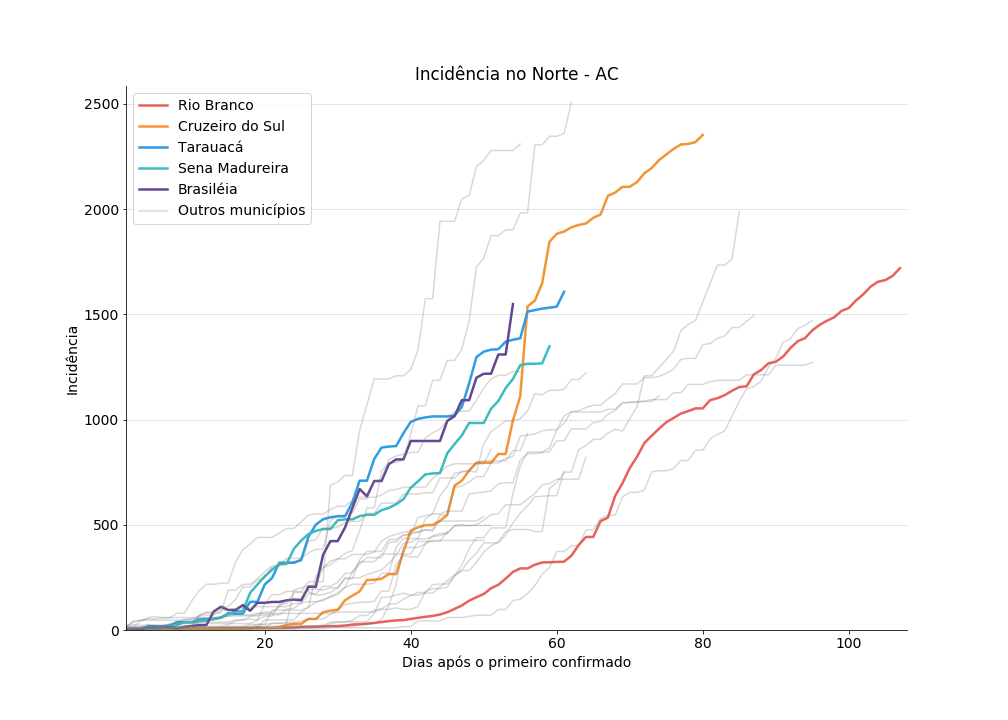 Incidência no Norte - AC
Rio Branco
Cruzeiro do Sul
Tarauacá
Sena Madureira
Brasiléia
Outros municípios
Incidência
2500
2000
1500
1000
500
0
20
40
60
80
100
Dias após o primeiro confirmado